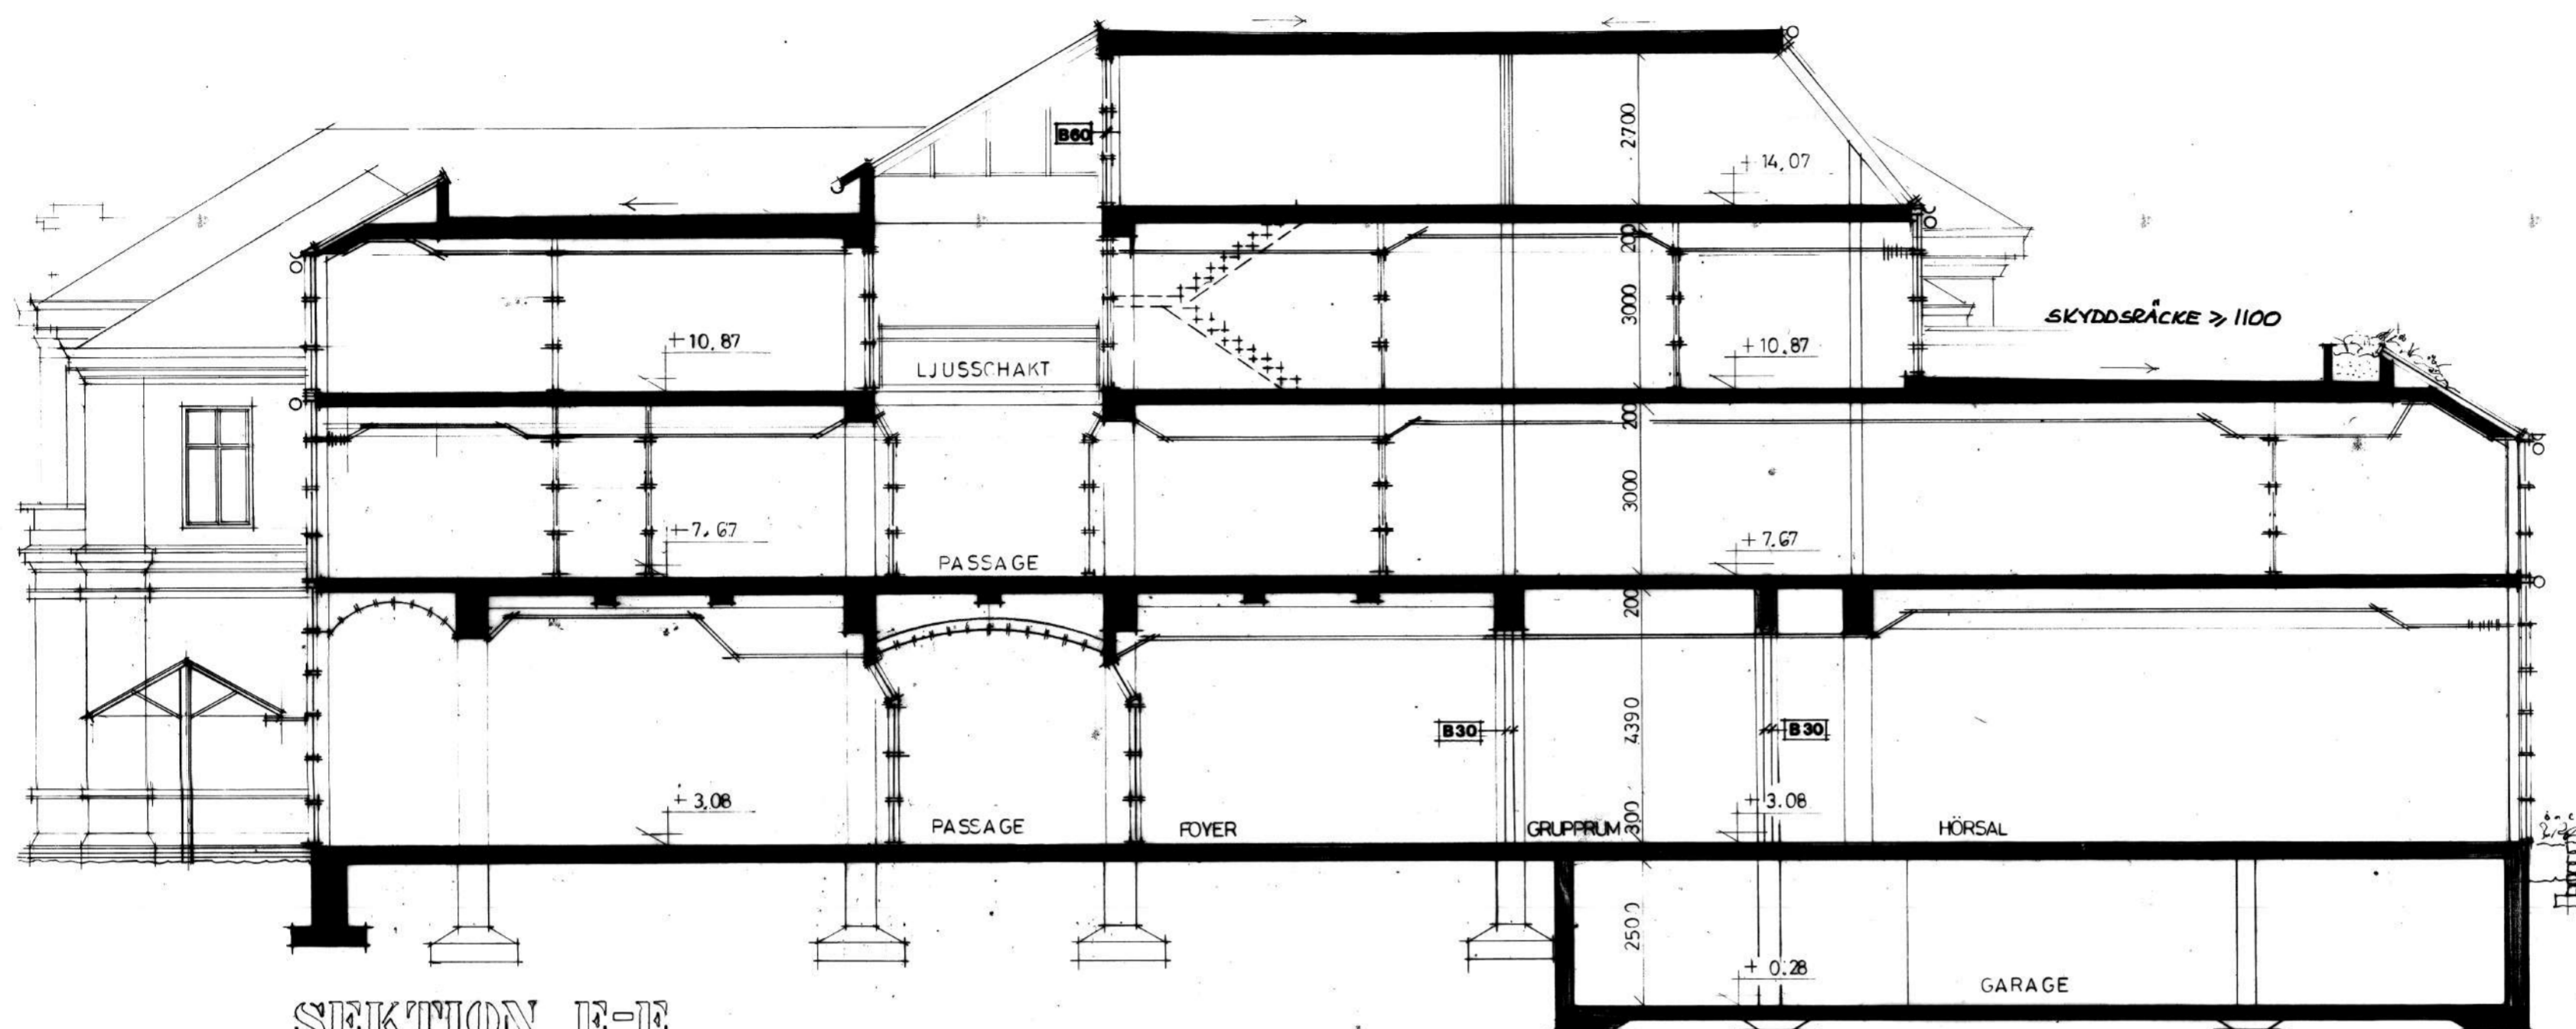 B60
2700
+ 14,07
200
3000
+10,87
LJUSSCHAKT
+10,87
SKYDDSRÄCKE ⩾ 1100
200
3000
+7,67
PASSAGE
+7,67
200
4390
B30
B30
+ 3,08
+3.08
PASSAGE
FOYER
GRUPPRUM
300
HÖRSAL
2500
+ 0.28
GARAGE
SEKTION E-E